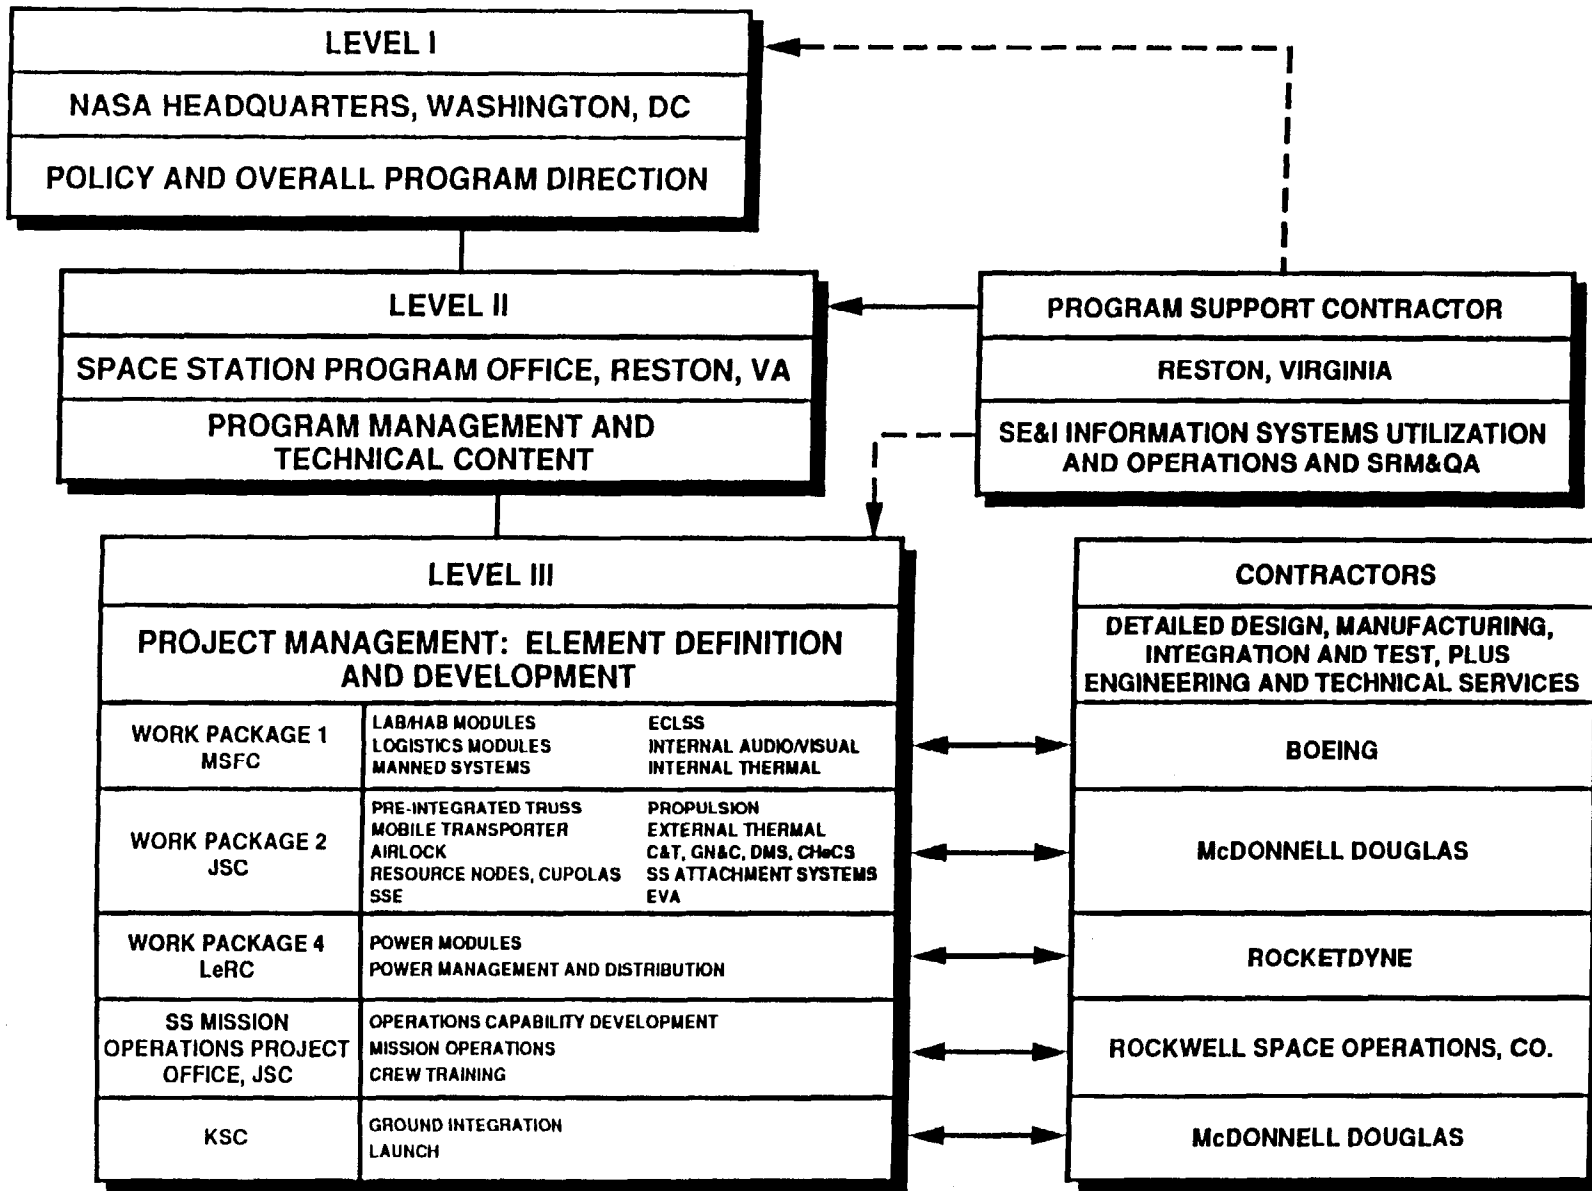 LEVEL I
NASA HEADQUARTERS, WASHINGTON, DC
POLICY AND OVERALL PROGRAM DIRECTION
LEVEL II
SPACE STATION PROGRAM OFFICE, RESTON, VA
PROGRAM MANAGEMENT AND
TECHNICAL CONTENT
PROGRAM SUPPORT CONTRACTOR
RESTON, VIRGINIA
SE&I INFORMATION SYSTEMS UTILIZATION
AND OPERATIONS AND SRM&QA
LEVEL III
PROJECT MANAGEMENT: ELEMENT DEFINITION
AND DEVELOPMENT
WORK PACKAGE 1
MSFC
LAB/HAB MODULES
LOGISTICS MODULES
MANNED SYSTEMS
ECLSS
INTERNAL AUDIO/VISUAL
INTERNAL THERMAL
WORK PACKAGE 2
JSC
PRE-INTEGRATED TRUSS
MOBILE TRANSPORTER
AIRLOCK
RESOURCE NODES, CUPOLAS
SSE
PROPULSION
EXTERNAL THERMAL
C&T, GN&C, DMS, CHeCS
SS ATTACHMENT SYSTEMS
EVA
WORK PACKAGE 4
LeRC
POWER MODULES
POWER MANAGEMENT AND DISTRIBUTION
SS MISSION
OPERATIONS PROJECT
OFFICE, JSC
OPERATIONS CAPABILITY DEVELOPMENT
MISSION OPERATIONS
CREW TRAINING
KSC
GROUND INTEGRATION
LAUNCH
CONTRACTORS
DETAILED DESIGN, MANUFACTURING,
INTEGRATION AND TEST, PLUS
ENGINEERING AND TECHNICAL SERVICES
BOEING
McDONNELL DOUGLAS
ROCKETDYNE
ROCKWELL SPACE OPERATIONS, CO.
McDONNELL DOUGLAS